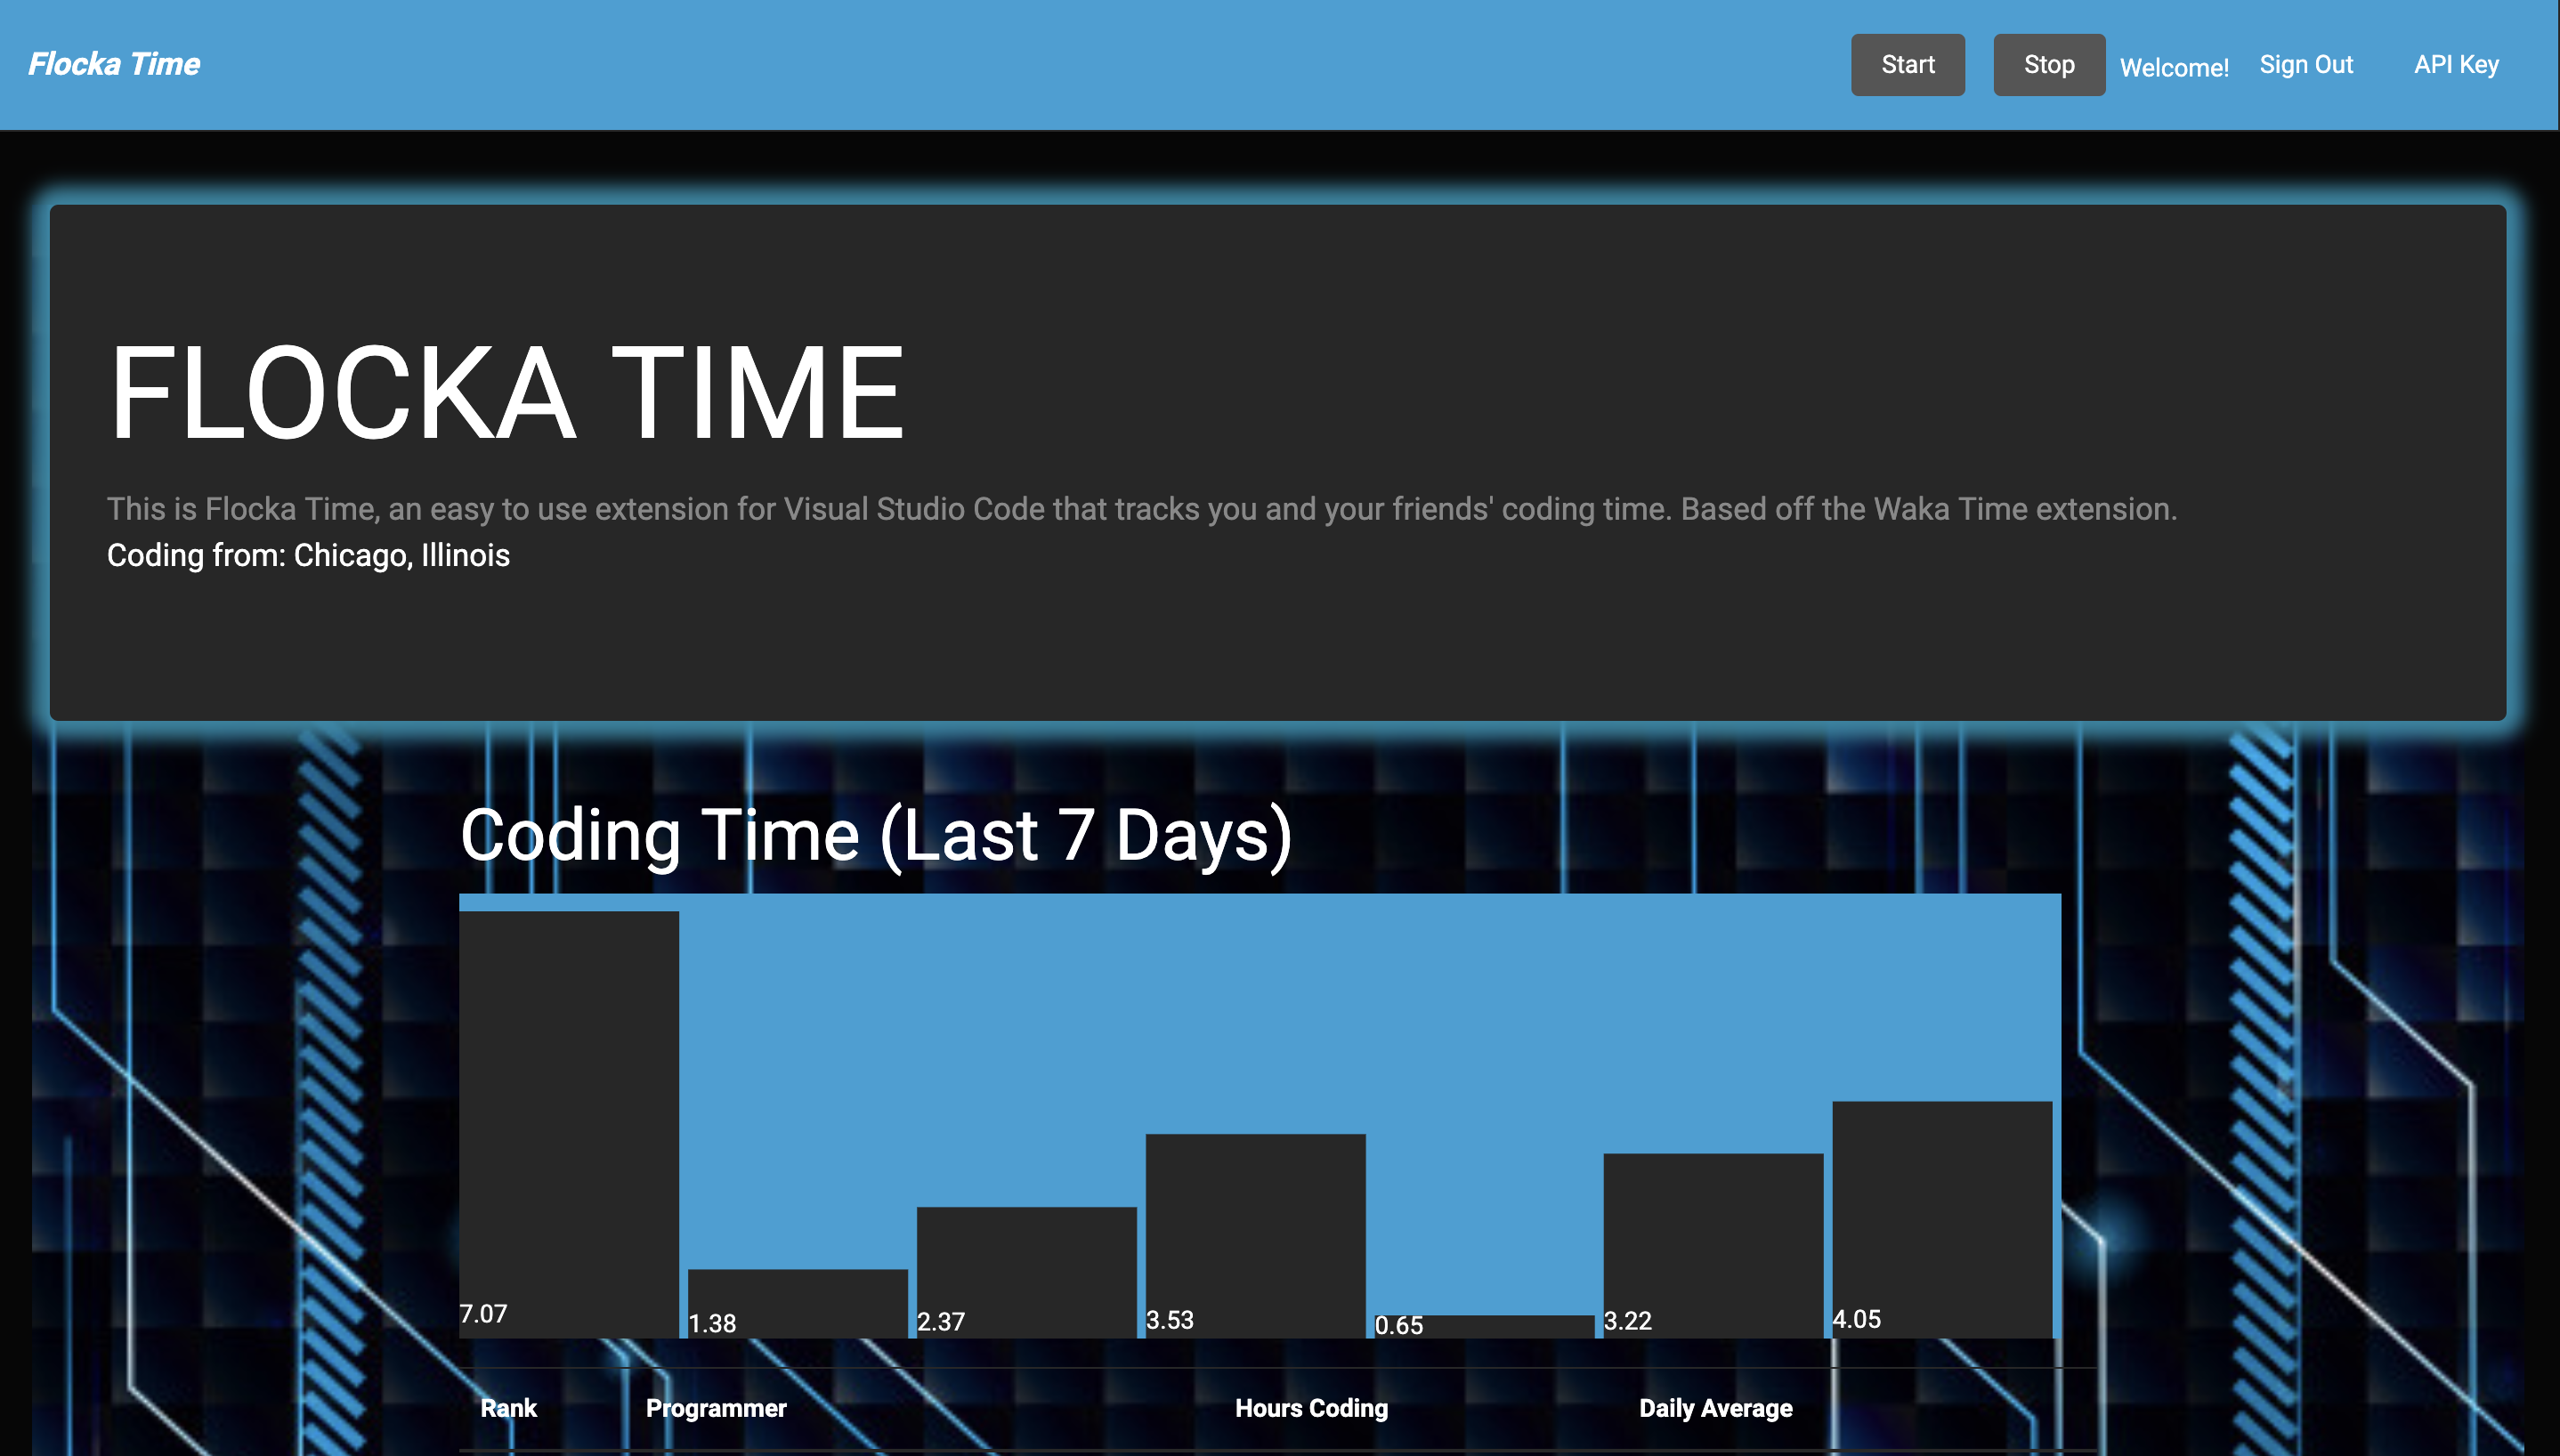 Flocka Time
Start Stop Welcome! Sign Out API Key
FLOCKA TIME
This is Flocka Time, an easy to use extension for Visual Studio Code that tracks you and your friends' coding time. Based off the Waka Time extension.
Coding from: Chicago, Illinois
Coding Time (Last 7 Days)
7.07 1.38 2.37 3.53 0.65 3.22 4.05
Rank Programmer Hours Coding Daily Average